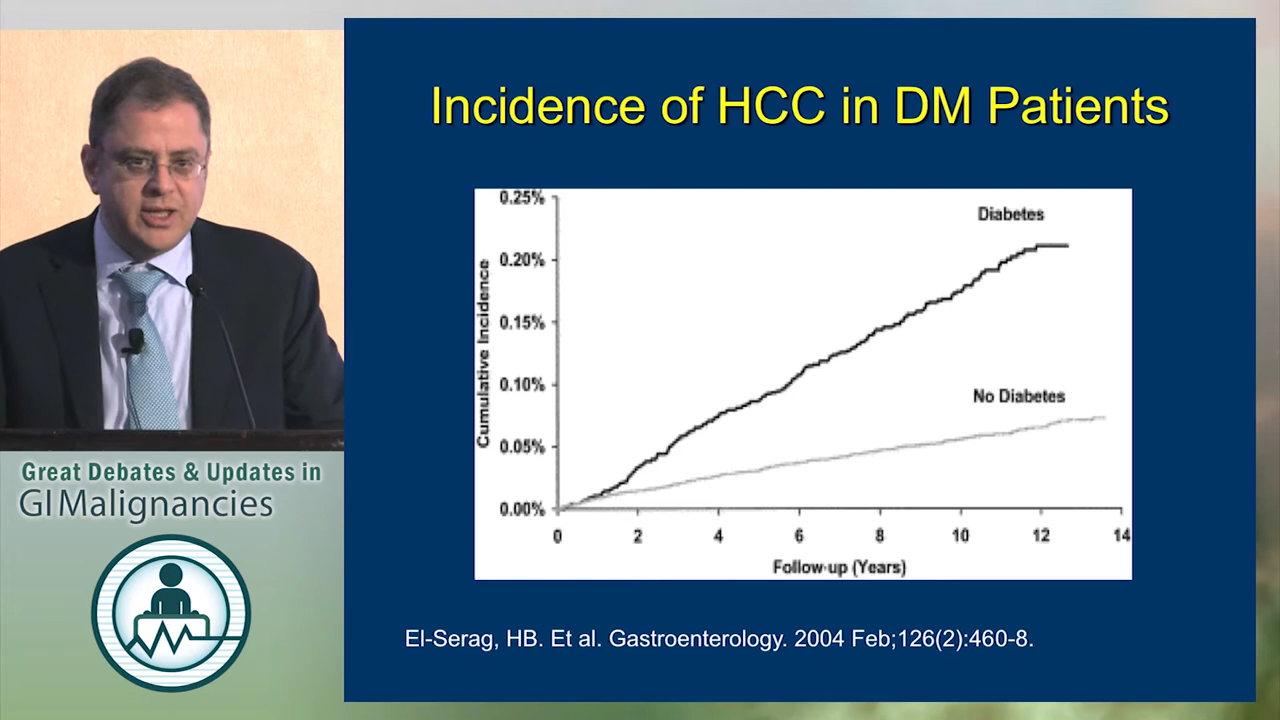 Incidence of HCC in DM Patients
0.25%
Diabetes
0.20%
0.15%
0.10%
No Diabetes
0.05%
0.00%
Cumulative Incidence
0 2 4 6 8 10 12 14
Follow-up (Years)
El-Serag, HB. Et al. Gastroenterology. 2004 Feb;126(2):460-8.
Great Debates & Updates in
GI Malignancies